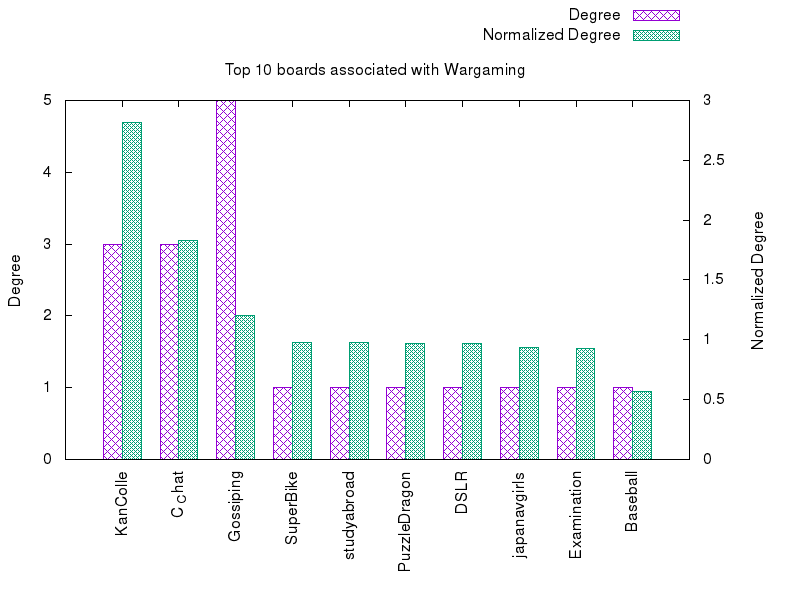 Degree
Normalized Degree
Top 10 boards associated with Wargaming
5
4
3
2
1
0
3
2.5
2
1.5
1
0.5
0
Degree
Normalized Degree
KanColle
C Chat
Gossiping
SuperBike
studyabroad
PuzzleDragon
DSLR
japanavgirls
Examination
Baseball